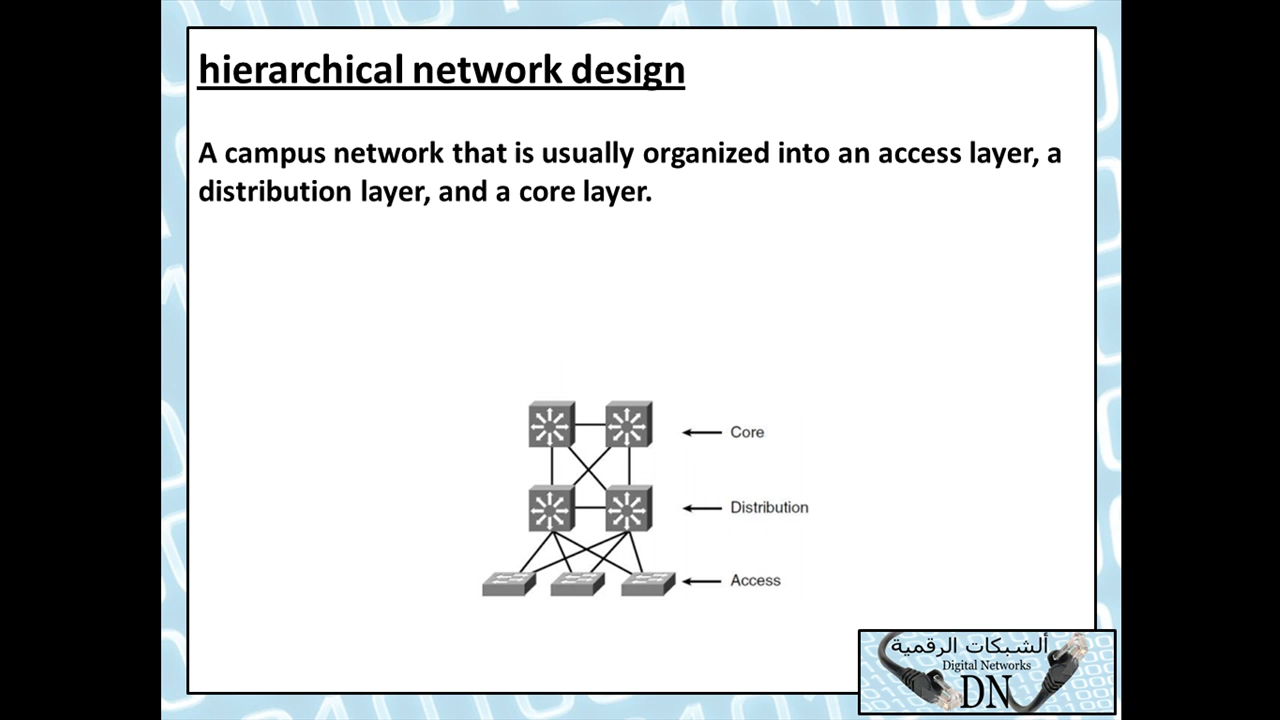 hierarchical network design
A campus network that is usually organized into an access layer, a
distribution layer, and a core layer.
Core
Distribution
Access
ألشبكات الرقمية
Digital Networks
DN